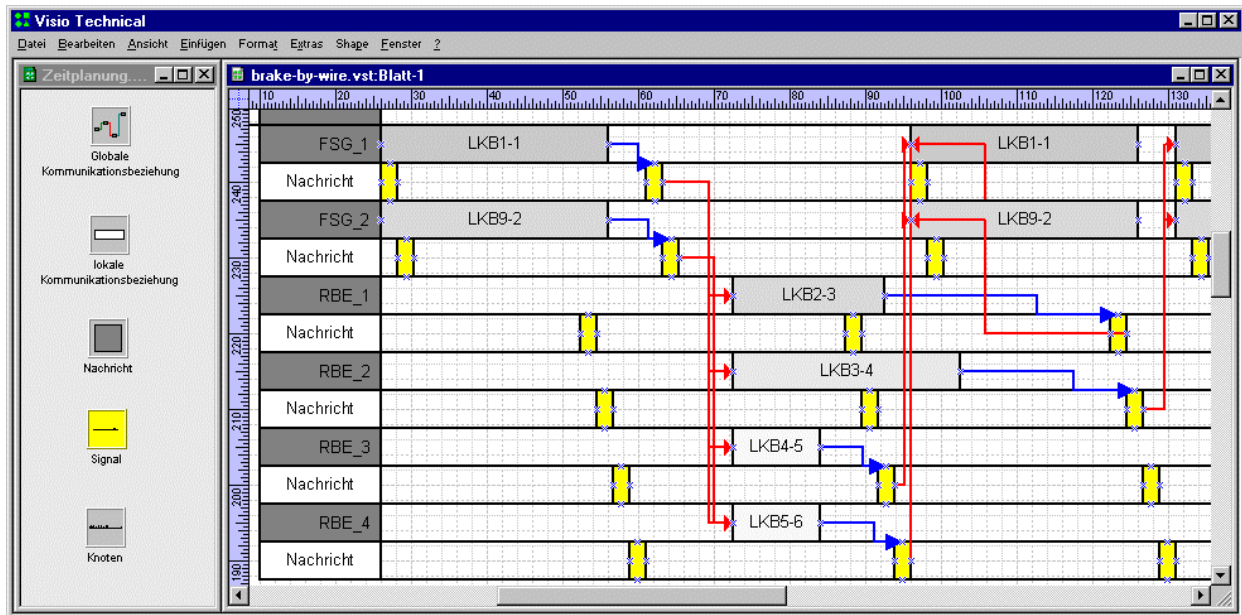 Visio Technical
Datei Bearbeiten Ansicht Einfügen Format Extras Shape Fenster ?
Zeitplanung....
brake-by-wire.vst:Blatt-1
10 20 30 40 50 60 70 80 90 100 110 120 130
250
240
230
220
210
200
190
Globale
Kommunikationsbeziehung
lokale
Kommunikationsbeziehung
Nachricht
Signal
Knoten
FSG_1 LKB1-1 LKB1-1
Nachricht
FSG_2 LKB9-2 LKB9-2
Nachricht
RBE_1 LKB2-3
Nachricht
RBE_2 LKB3-4
Nachricht
RBE_3 LKB4-5
Nachricht
RBE_4 LKB5-6
Nachricht